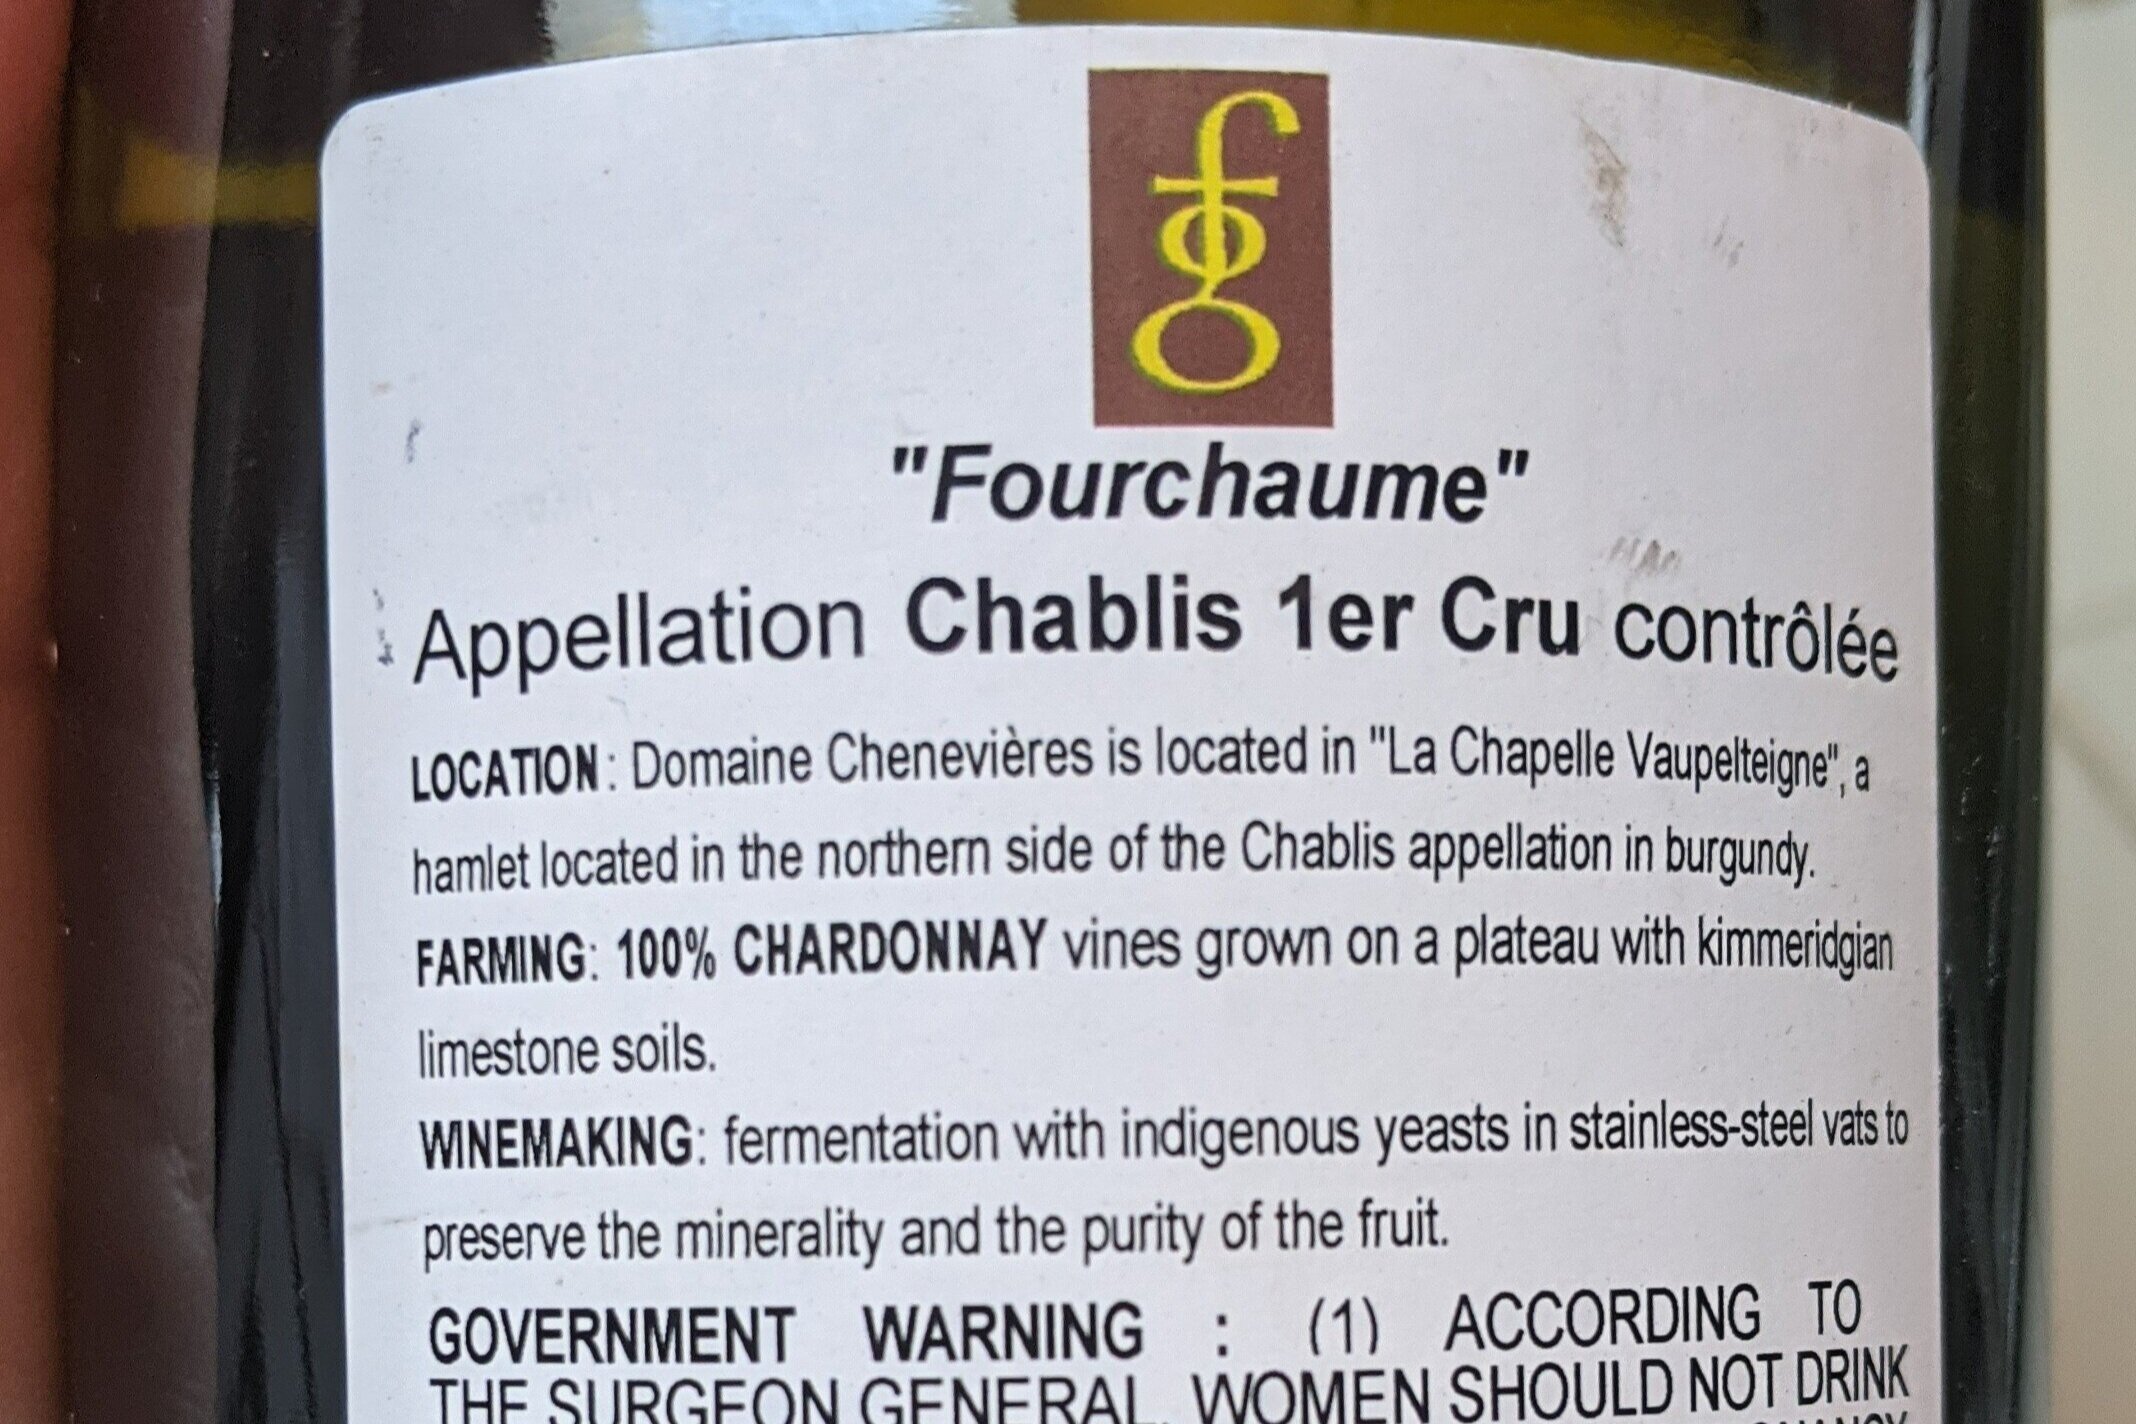 fg
"Fourchaume"
Appellation Chablis 1er Cru contrôlée
LOCATION: Domaine Chenevières is located in "La Chapelle Vaupelteigne", a
hamlet located in the northern side of the Chablis appellation in burgundy.
FARMING: 100% CHARDONNAY vines grown on a plateau with kimmeridgian
limestone soils.
WINEMAKING: fermentation with indigenous yeasts in stainless-steel vats to
preserve the minerality and the purity of the fruit.
GOVERNMENT WARNING : (1) ACCORDING TO
THE SURGEON GENERAL, WOMEN SHOULD NOT DRINK